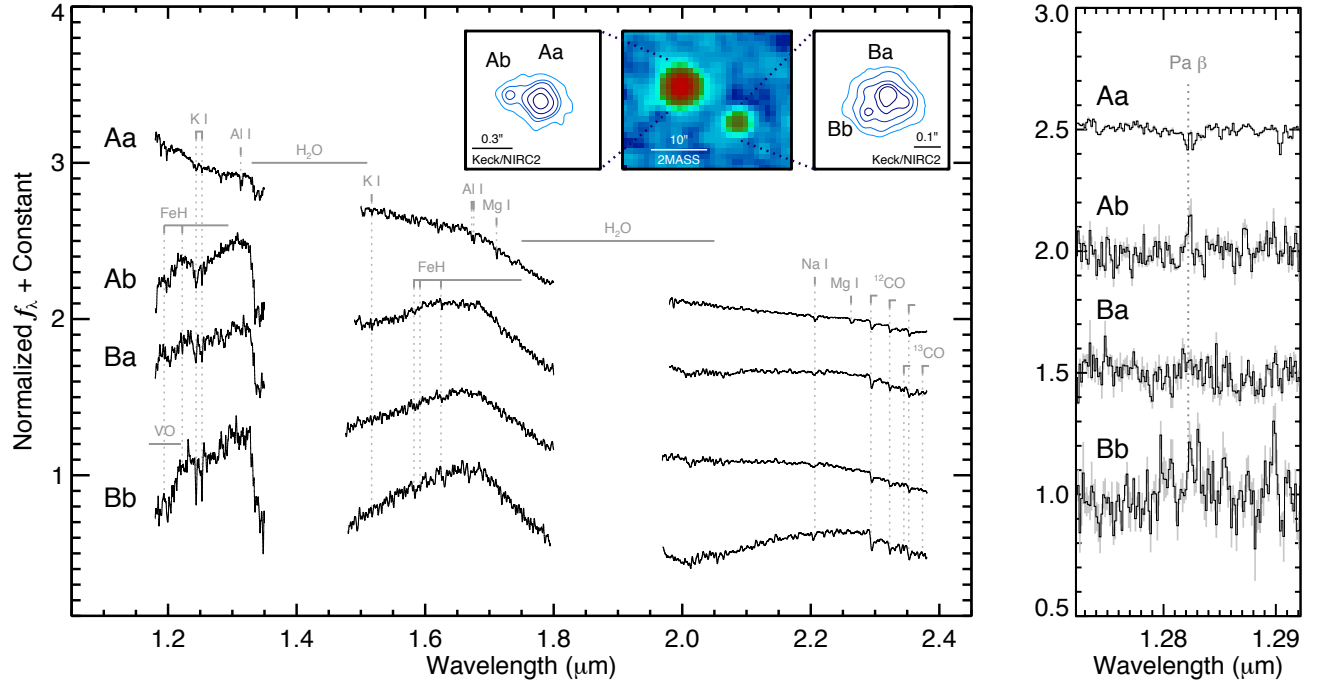 4
3
2
1
Normalized fλ + Constant
1.2
1.4
1.6
1.8
2.0
2.2
2.4
Wavelength (μm)
Aa
Ab
Ba
Bb
K I
Al I
H₂O
FeH
VO
K I
Al I
Mg I
H₂O
FeH
Na I
Mg I
¹²CO
¹³CO
Ab
Aa
0.3"
Keck/NIRC2
10"
2MASS
Ba
Bb
0.1"
Keck/NIRC2
3.0
2.5
2.0
1.5
1.0
0.5
Pa β
Aa
Ab
Ba
Bb
1.28
1.29
Wavelength (μm)